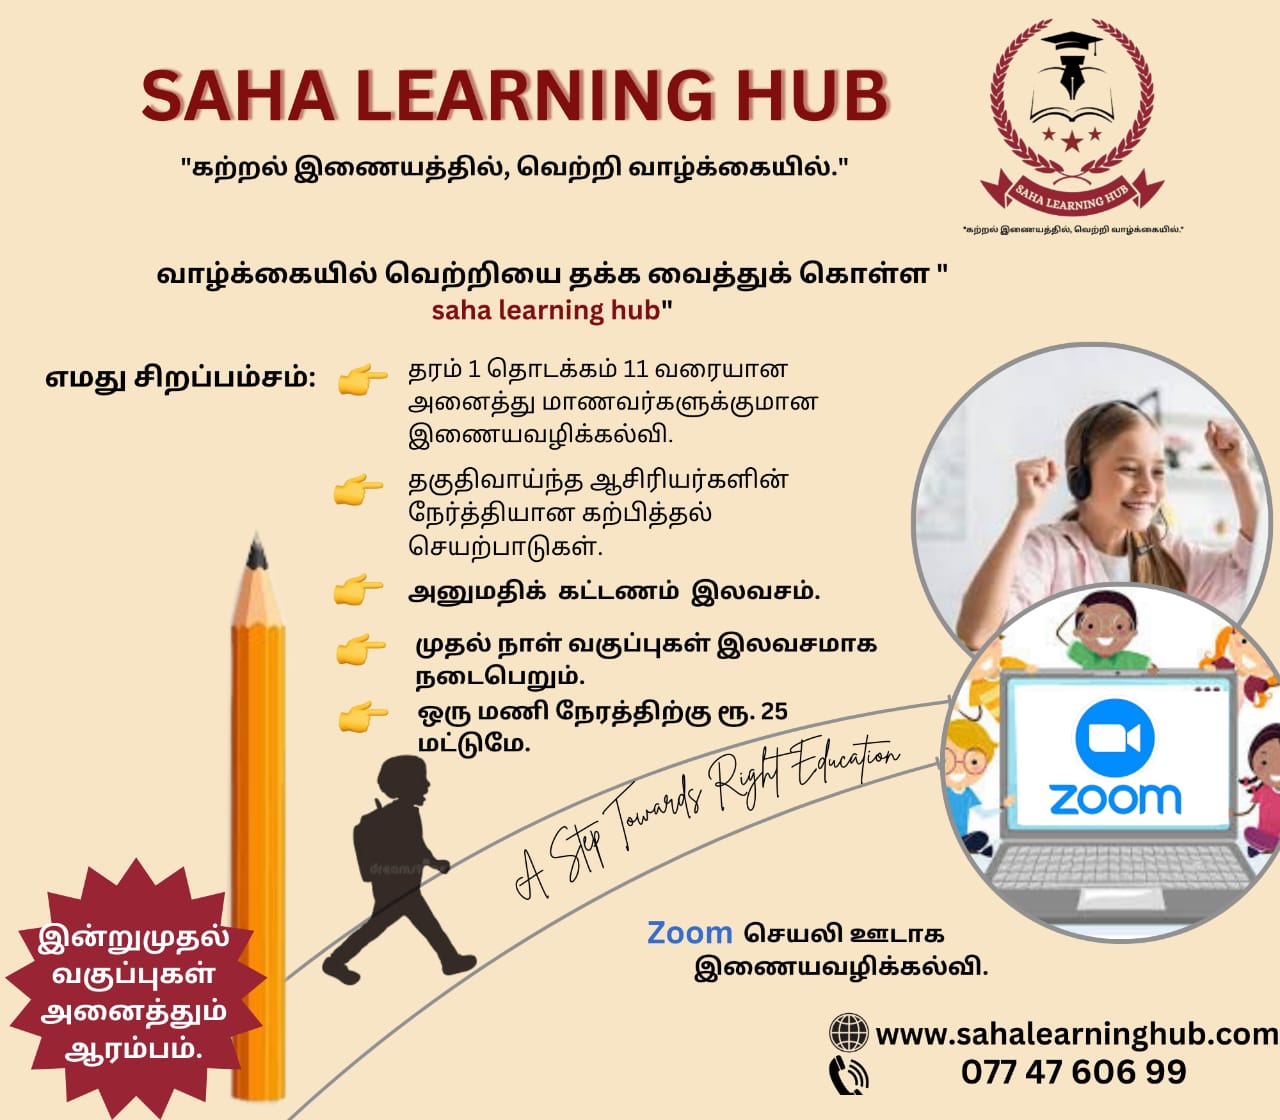 SAHA LEARNING HUB
"கற்றல் இணையத்தில், வெற்றி வாழ்க்கையில்."
SAHA LEARNING HUB
"கற்றல் இணையத்தில், வெற்றி வாழ்க்கையில்."
வாழ்க்கையில் வெற்றியை தக்க வைத்துக் கொள்ள "
saha learning hub"
எமது சிறப்பம்சம்:
தரம் 1 தொடக்கம் 11 வரையான
அனைத்து மாணவர்களுக்குமான
இணையவழிக்கல்வி.
தகுதிவாய்ந்த ஆசிரியர்களின்
நேர்த்தியான கற்பித்தல்
செயற்பாடுகள்.
அனுமதிக் கட்டணம் இலவசம்.
முதல் நாள் வகுப்புகள் இலவசமாக
நடைபெறும்.
ஒரு மணி நேரத்திற்கு ரூ. 25
மட்டுமே.
A Step Towards Right Education
zoom
dreamstime
இன்றுமுதல்
வகுப்புகள்
அனைத்தும்
ஆரம்பம்.
Zoom செயலி ஊடாக
இணையவழிக்கல்வி.
www.sahalearninghub.com
077 47 606 99